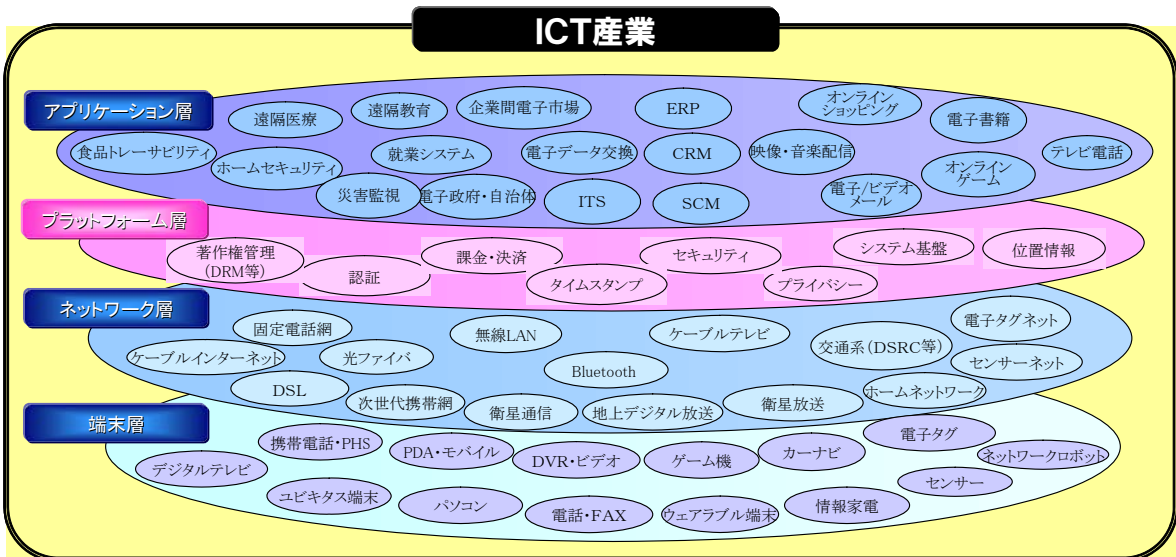 ICT産業
アプリケーション層
遠隔医療
遠隔教育
企業間電子市場
ERP
オンライン
ショッピング
電子書籍
食品トレーサビリティ
ホームセキュリティ
就業システム
電子データ交換
CRM
映像・音楽配信
オンライン
ゲーム
テレビ電話
災害監視
電子政府・自治体
ITS
SCM
電子/ビデオ
メール
プラットフォーム層
著作権管理
(DRM等)
認証
課金・決済
タイムスタンプ
セキュリティ
プライバシー
システム基盤
位置情報
ネットワーク層
固定電話網
無線LAN
ケーブルテレビ
電子タグネット
ケーブルインターネット
光ファイバ
Bluetooth
交通系(DSRC等)
センサーネット
DSL
次世代携帯網
衛星通信
地上デジタル放送
衛星放送
ホームネットワーク
端末層
携帯電話・PHS
PDA・モバイル
DVR・ビデオ
ゲーム機
カーナビ
電子タグ
ネットワークロボット
デジタルテレビ
ユビキタス端末
パソコン
電話・FAX
ウェアラブル端末
情報家電
センサー